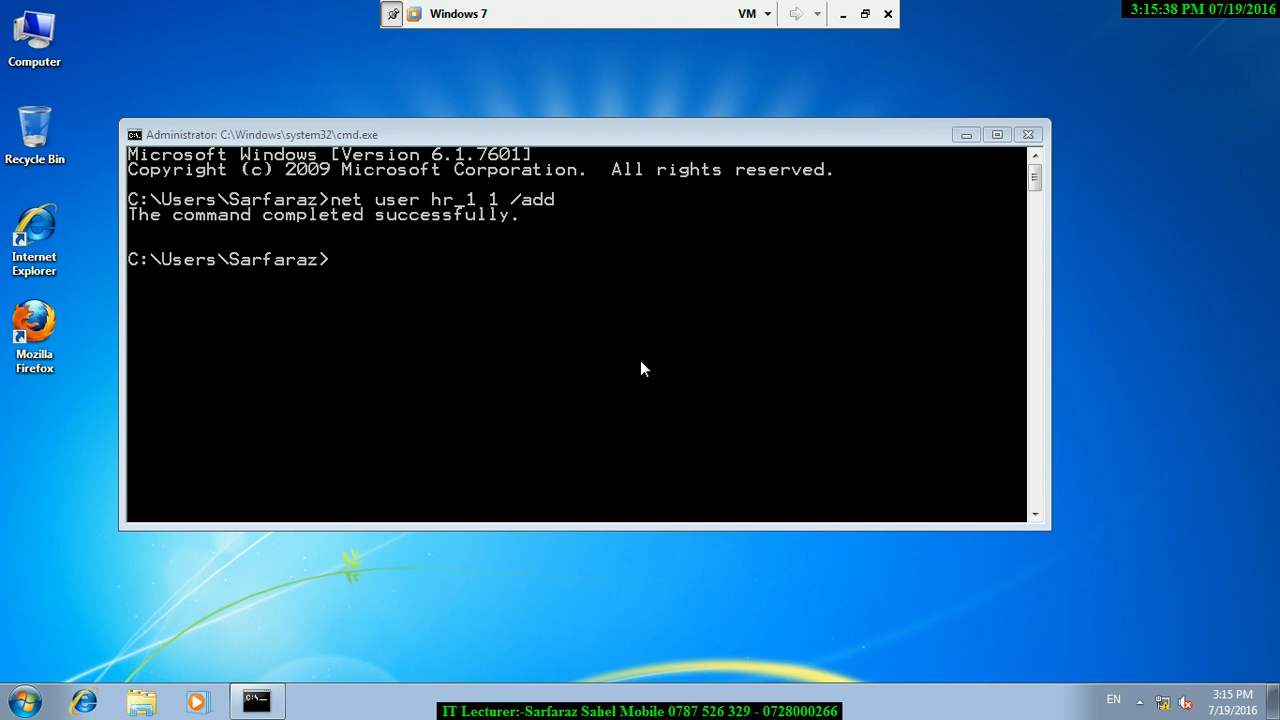 Windows 7
VM
3:15:38 PM 07/19/2016
Computer
Recycle Bin
Internet
Explorer
Mozilla
Firefox
Administrator: C:\Windows\system32\cmd.exe
Microsoft Windows [Version 6.1.7601]
Copyright (c) 2009 Microsoft Corporation.  All rights reserved.
C:\Users\Sarfaraz>net user hr_1 1 /add
The command completed successfully.
C:\Users\Sarfaraz>
EN
3:15 PM
7/19/2016
IT Lecturer:-Sarfaraz Sahel Mobile 0787 526 329 - 0728000266